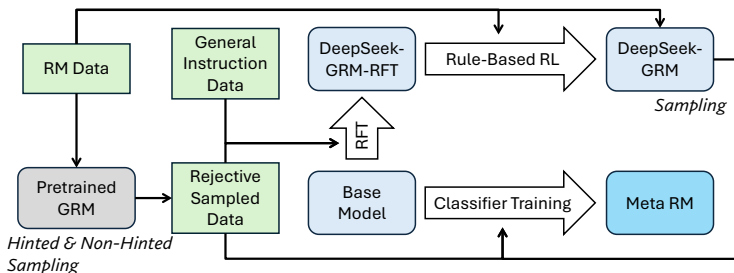 RM Data
General
Instruction
Data
DeepSeek-
GRM-RFT
Rule-Based RL
DeepSeek-
GRM
Sampling
RFT
Pretrained
GRM
Hinted & Non-Hinted
Sampling
Rejective
Sampled
Data
Base
Model
Classifier Training
Meta RM